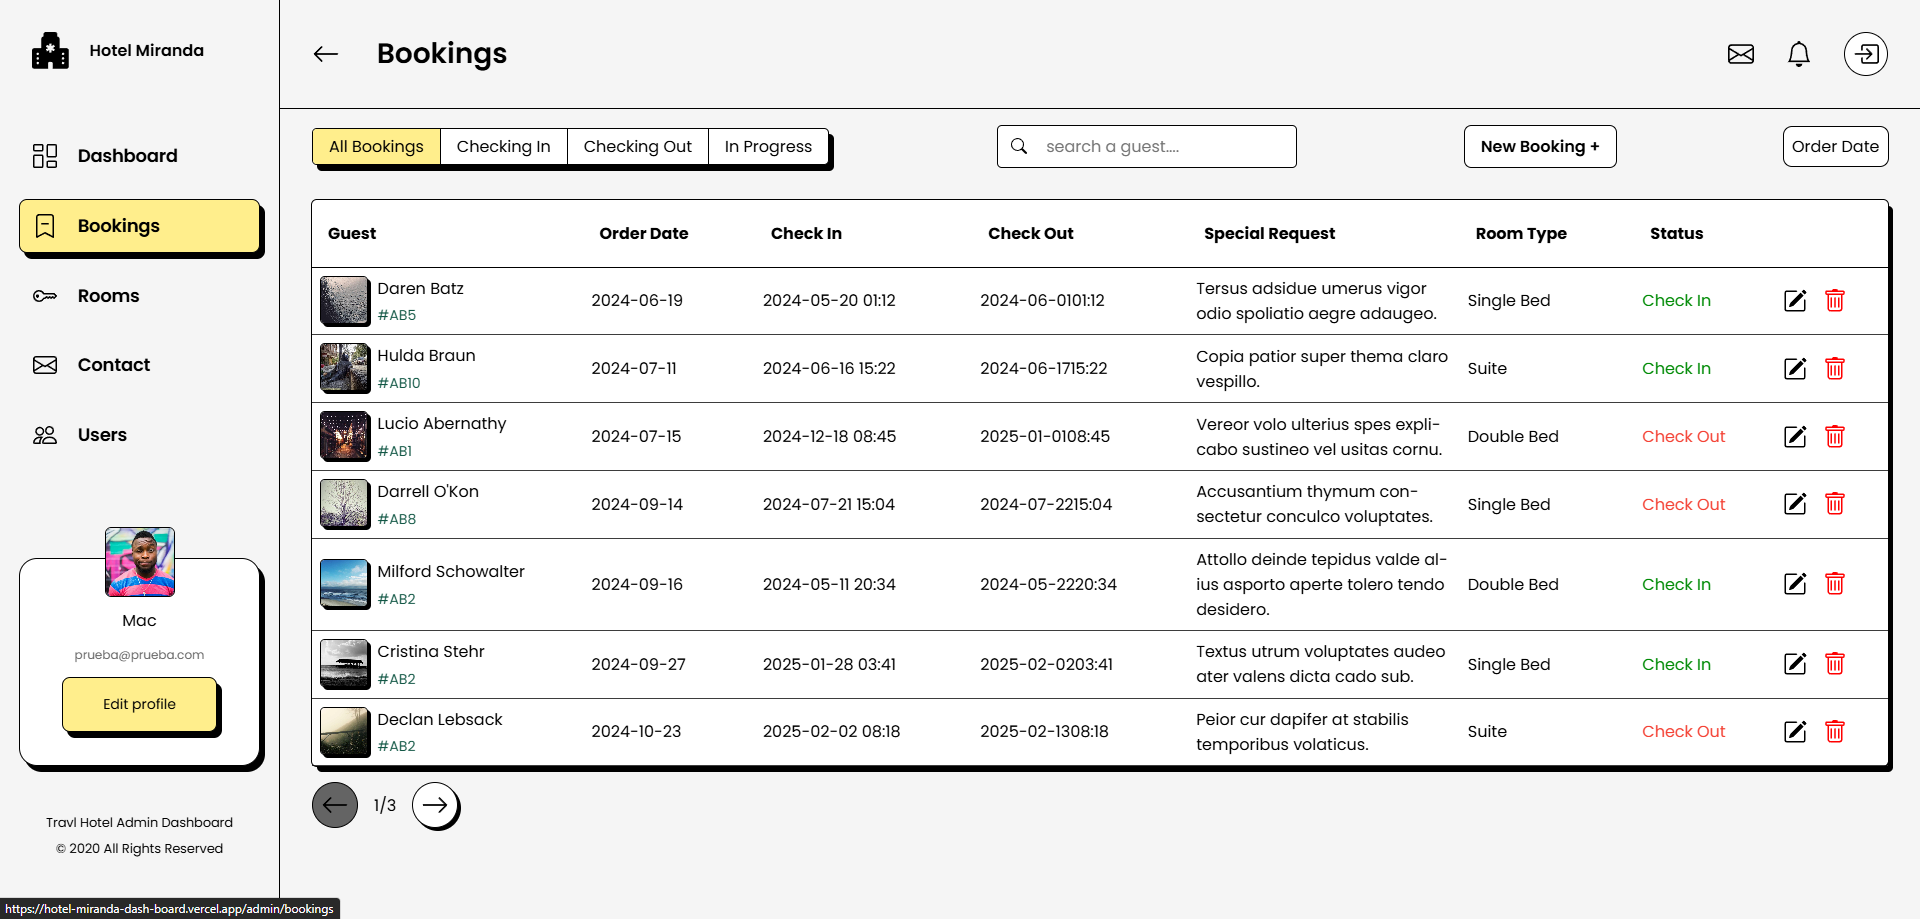 Hotel Miranda
Dashboard
Bookings
Rooms
Contact
Users
Mac
prueba@prueba.com
Edit profile
Travl Hotel Admin Dashboard
© 2020 All Rights Reserved
Bookings
All Bookings Checking In Checking Out In Progress
search a guest....
New Booking +
Order Date
Guest Order Date Check In Check Out Special Request Room Type Status
Daren Batz
#AB5
2024-06-19 2024-05-20 01:12 2024-06-0101:12
Tersus adsidue umerus vigor
odio spoliatio aegre adaugeo.
Single Bed Check In
Hulda Braun
#AB10
2024-07-11 2024-06-16 15:22 2024-06-1715:22
Copia patior super thema claro
vespillo.
Suite Check In
Lucio Abernathy
#AB1
2024-07-15 2024-12-18 08:45 2025-01-0108:45
Vereor volo ulterius spes expli-
cabo sustineo vel usitas cornu.
Double Bed Check Out
Darrell O'Kon
#AB8
2024-09-14 2024-07-21 15:04 2024-07-2215:04
Accusantium thymum con-
sectetur conculco voluptates.
Single Bed Check Out
Milford Schowalter
#AB2
2024-09-16 2024-05-11 20:34 2024-05-2220:34
Attollo deinde tepidus valde al-
ius asporto aperte tolero tendo
desidero.
Double Bed Check In
Cristina Stehr
#AB2
2024-09-27 2025-01-28 03:41 2025-02-0203:41
Textus utrum voluptates audeo
ater valens dicta cado sub.
Single Bed Check In
Declan Lebsack
#AB2
2024-10-23 2025-02-02 08:18 2025-02-1308:18
Peior cur dapifer at stabilis
temporibus volaticus.
Suite Check Out
1/3
https://hotel-miranda-dash-board.vercel.app/admin/bookings